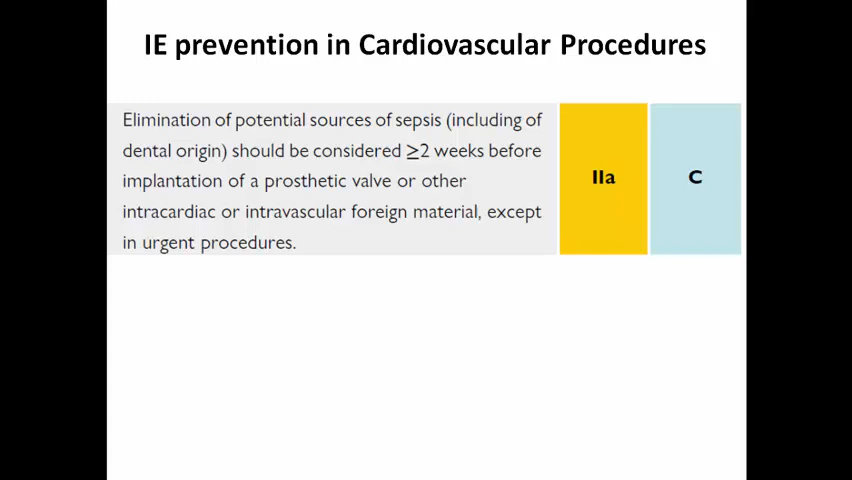 IE prevention in Cardiovascular Procedures
Elimination of potential sources of sepsis (including of
dental origin) should be considered ≥2 weeks before
implantation of a prosthetic valve or other
intracardiac or intravascular foreign material, except
in urgent procedures.
IIa
C